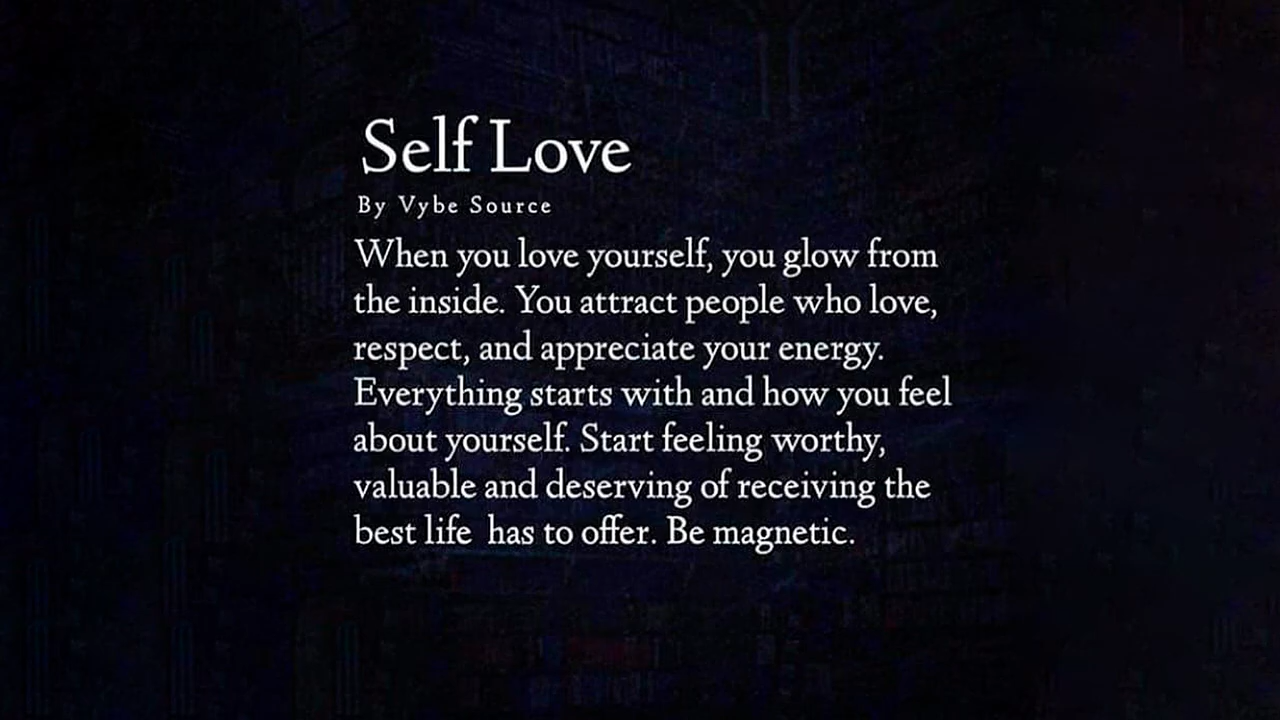 Self Love
By Vybe Source
When you love yourself, you glow from
the inside. You attract people who love,
respect, and appreciate your energy.
Everything starts with and how you feel
about yourself. Start feeling worthy,
valuable and deserving of receiving the
best life  has to offer. Be magnetic.